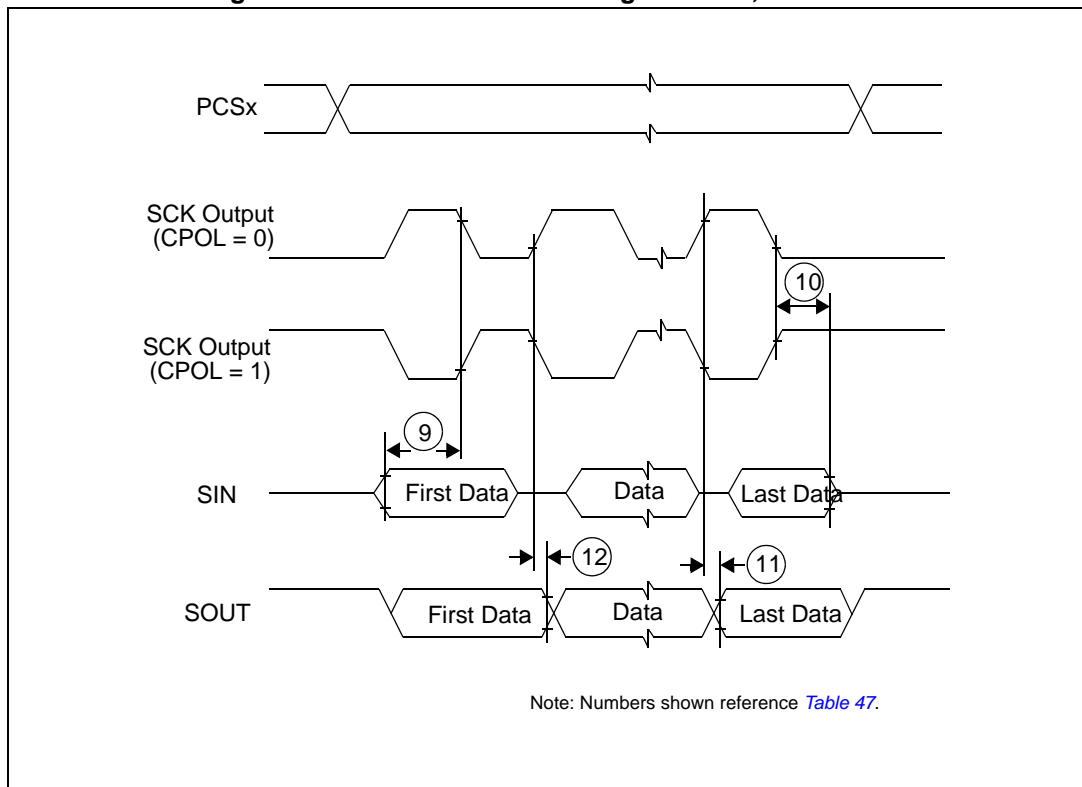 PCSx
SCK Output
(CPOL = 0)
10
SCK Output
(CPOL = 1)
9
SIN
First Data
Data
Last Data
12
11
SOUT
First Data
Data
Last Data
Note: Numbers shown reference Table 47.